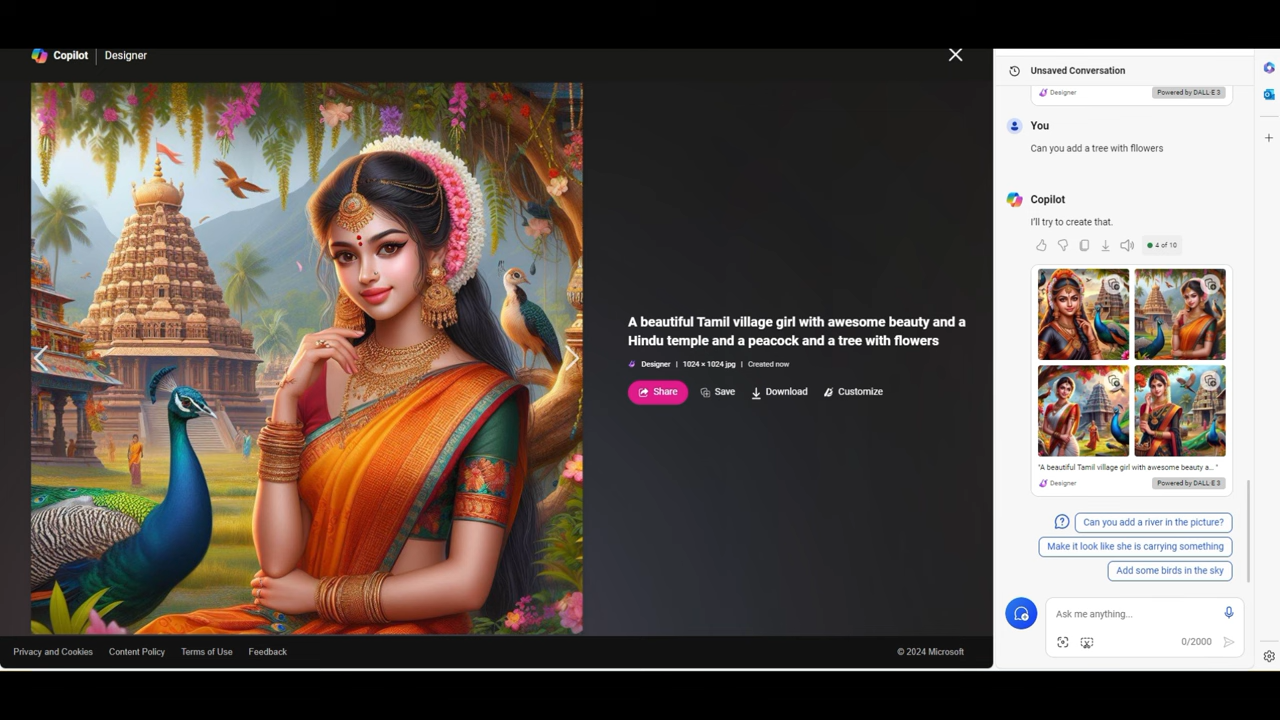 Copilot | Designer
A beautiful Tamil village girl with awesome beauty and a
Hindu temple and a peacock and a tree with flowers
Designer | 1024 × 1024 jpg | Created now
Share Save Download Customize
Privacy and Cookies Content Policy Terms of Use Feedback © 2024 Microsoft
Unsaved Conversation
Designer Powered by DALL·E 3
You
Can you add a tree with fllowers
Copilot
I'll try to create that.
4 of 10
"A beautiful Tamil village girl with awesome beauty a... "
Designer Powered by DALL·E 3
Can you add a river in the picture?
Make it look like she is carrying something
Add some birds in the sky
Ask me anything...
0/2000